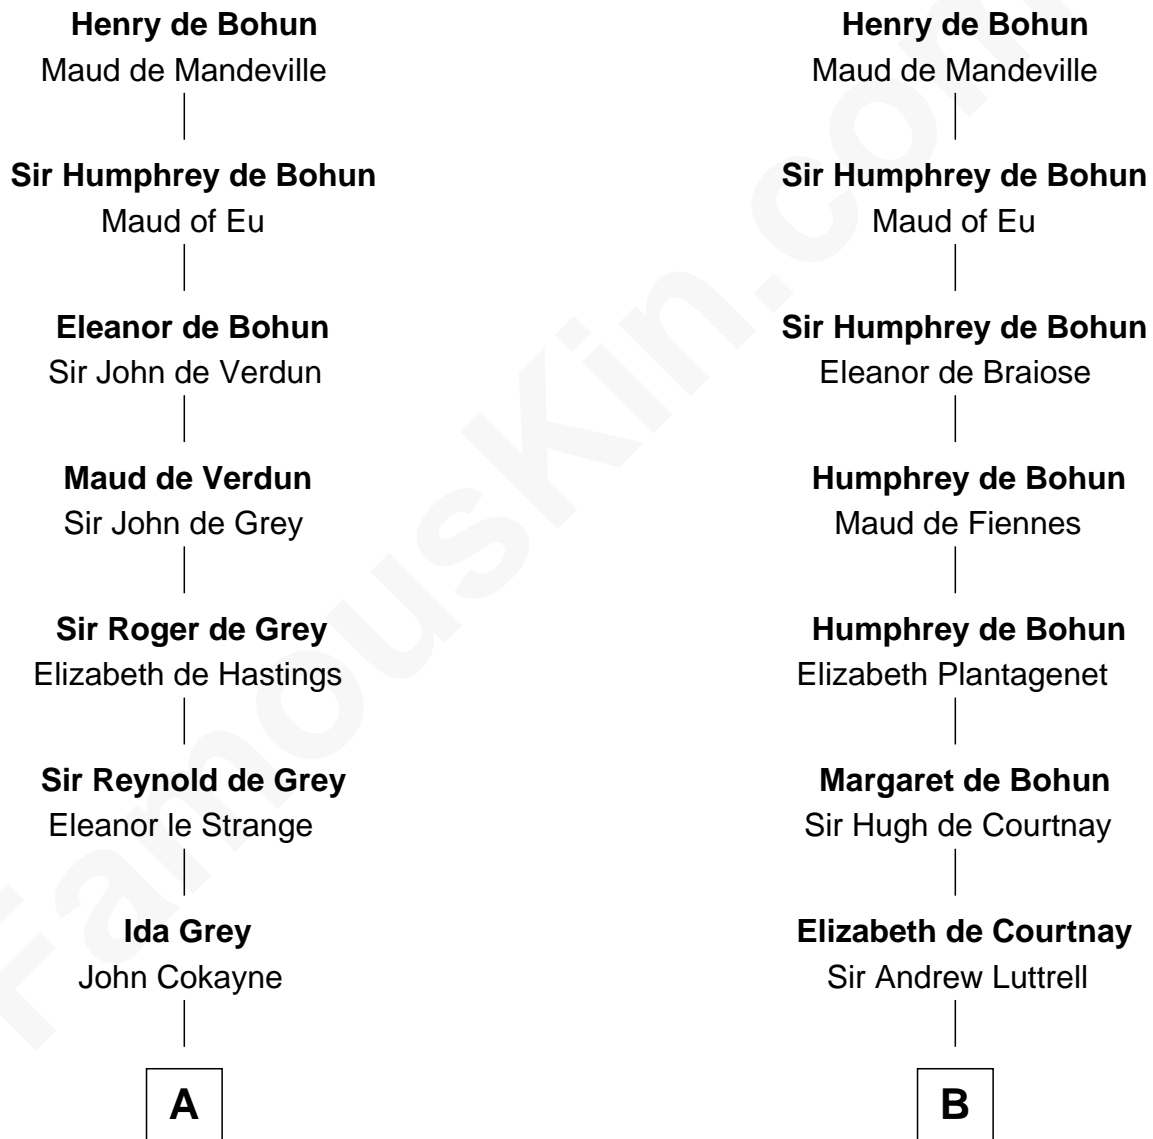 Henry de Bohun
Maud de Mandeville
Sir Humphrey de Bohun
Maud of Eu
Eleanor de Bohun
Sir John de Verdun
Maud de Verdun
Sir John de Grey
Sir Roger de Grey
Elizabeth de Hastings
Sir Reynold de Grey
Eleanor le Strange
Ida Grey
John Cokayne
A
Henry de Bohun
Maud de Mandeville
Sir Humphrey de Bohun
Maud of Eu
Sir Humphrey de Bohun
Eleanor de Braiose
Humphrey de Bohun
Maud de Fiennes
Humphrey de Bohun
Elizabeth Plantagenet
Margaret de Bohun
Sir Hugh de Courtnay
Elizabeth de Courtnay
Sir Andrew Luttrell
B
FamousKin.com